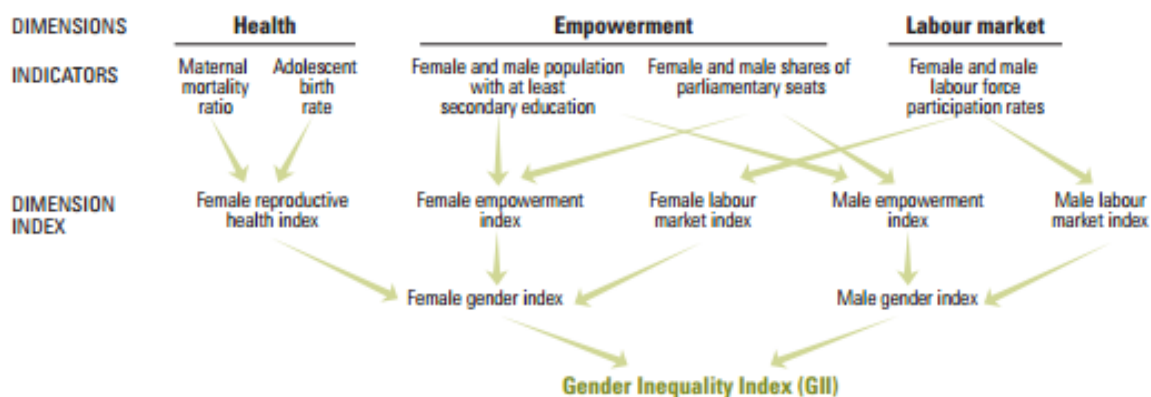 DIMENSIONS Health Empowerment Labour market
INDICATORS
Maternal
mortality
ratio
Adolescent
birth
rate
Female and male population
with at least
secondary education
Female and male shares of
parliamentary seats
Female and male
labour force
participation rates
DIMENSION
INDEX
Female reproductive
health index
Female empowerment
index
Female labour
market index
Male empowerment
index
Male labour
market index
Female gender index
Male gender index
Gender Inequality Index (GII)